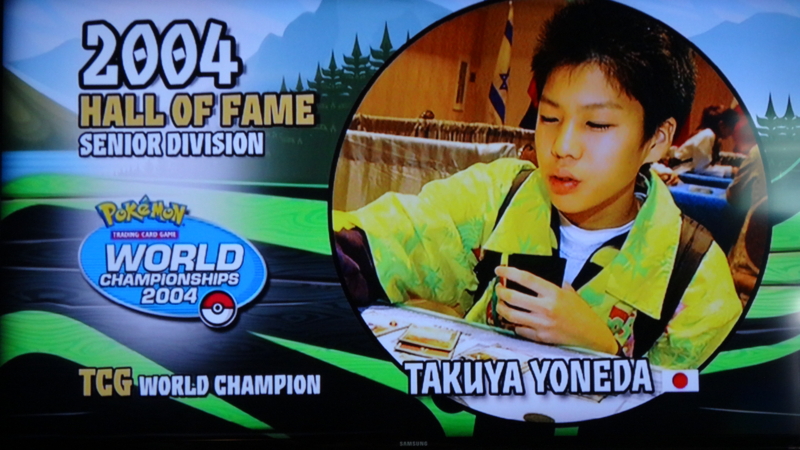 2004
HALL OF FAME
SENIOR DIVISION
POKéMON
TRADING CARD GAME
WORLD
CHAMPIONSHIPS
2004
TCG WORLD CHAMPION
TAKUYA YONEDA
SAMSUNG